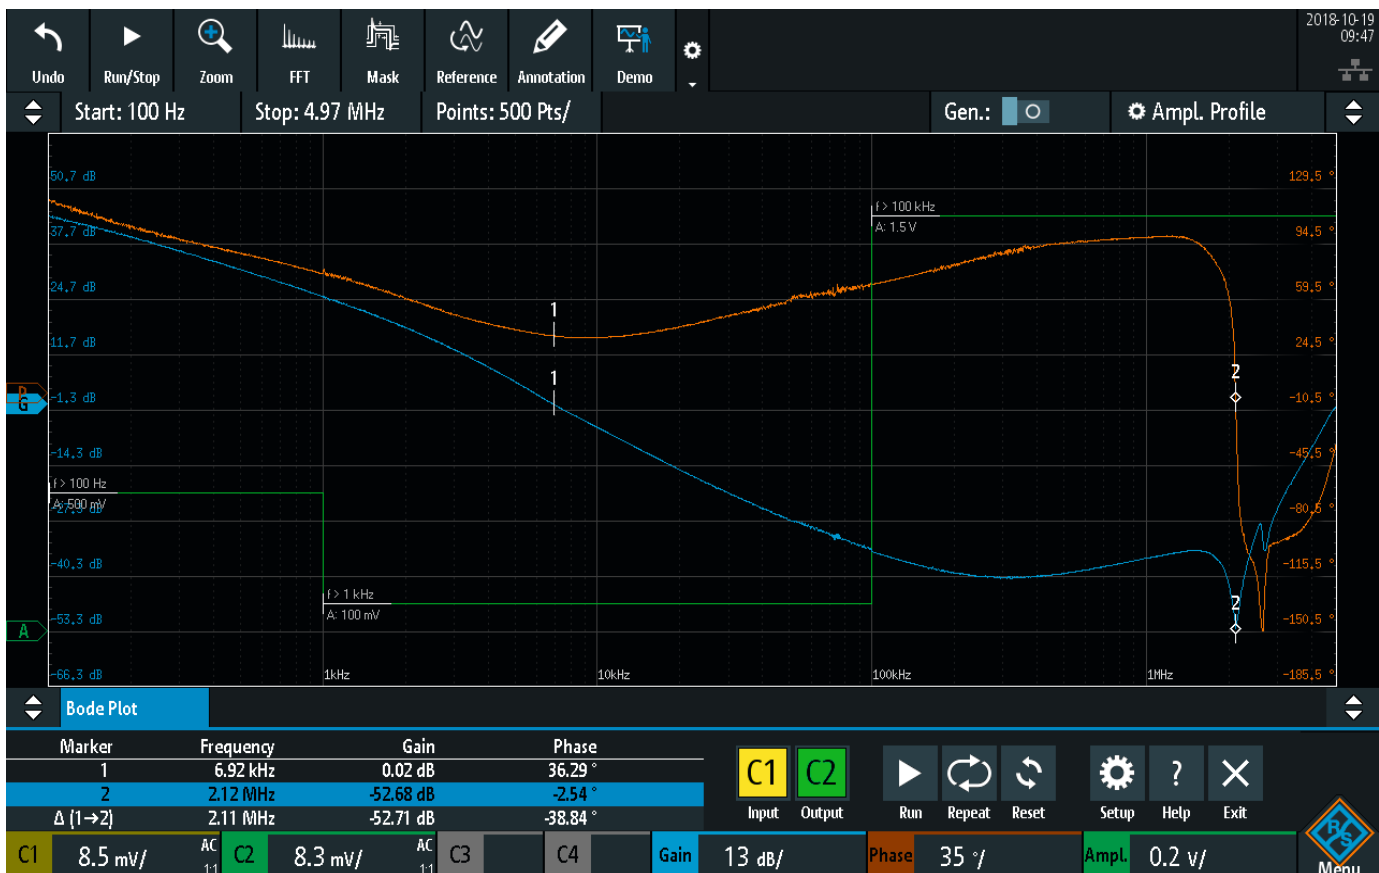 2018-10-19
09:47
Undo Run/Stop Zoom FFT Mask Reference Annotation Demo
Start: 100 Hz Stop: 4.97 MHz Points: 500 Pts/ Gen.: Ampl. Profile
50.7 dB 129.5 °
f> 100 kHz
37.7 dB A: 1.5 V 94.5 °
24.7 dB 59.5 °
1
11.7 dB 24.5 °
1 2
P
G -1.3 dB -10.5 °
-14.3 dB -45.5 °
f> 100 Hz
A: 500 mV
-27.3 dB -80.5 °
-40.3 dB -115.5 °
f> 1 kHz 2
A: 100 mV
A -53.3 dB -150.5 °
-66.3 dB 1kHz 10kHz 100kHz 1MHz -185.5 °
Bode Plot
Marker Frequency Gain Phase
1 6.92 kHz 0.02 dB 36.29 °
2 2.12 MHz -52.68 dB -2.54 °
Δ (1→2) 2.11 MHz -52.71 dB -38.84 °
C1 C2 ?
Input Output Run Repeat Reset Setup Help Exit
C1 8.5 mV/ AC 1:1 C2 8.3 mV/ AC 1:1 C3 C4 Gain 13 dB/ Phase 35 °/ Ampl. 0.2 V/
R&S
Menu